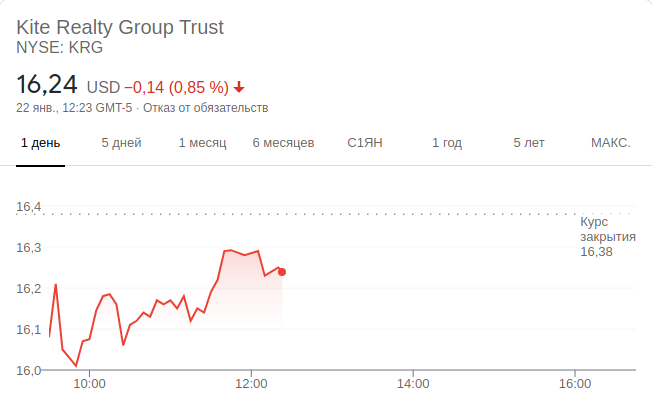 Kite Realty Group Trust
NYSE: KRG
16,24 USD −0,14 (0,85 %)
22 янв., 12:23 GMT-5 · Отказ от обязательств
1 день 5 дней 1 месяц 6 месяцев С1ЯН 1 год 5 лет МАКС.
16,4
Курс
закрытия
16,38
16,3
16,2
16,1
16,0
10:00 12:00 14:00 16:00